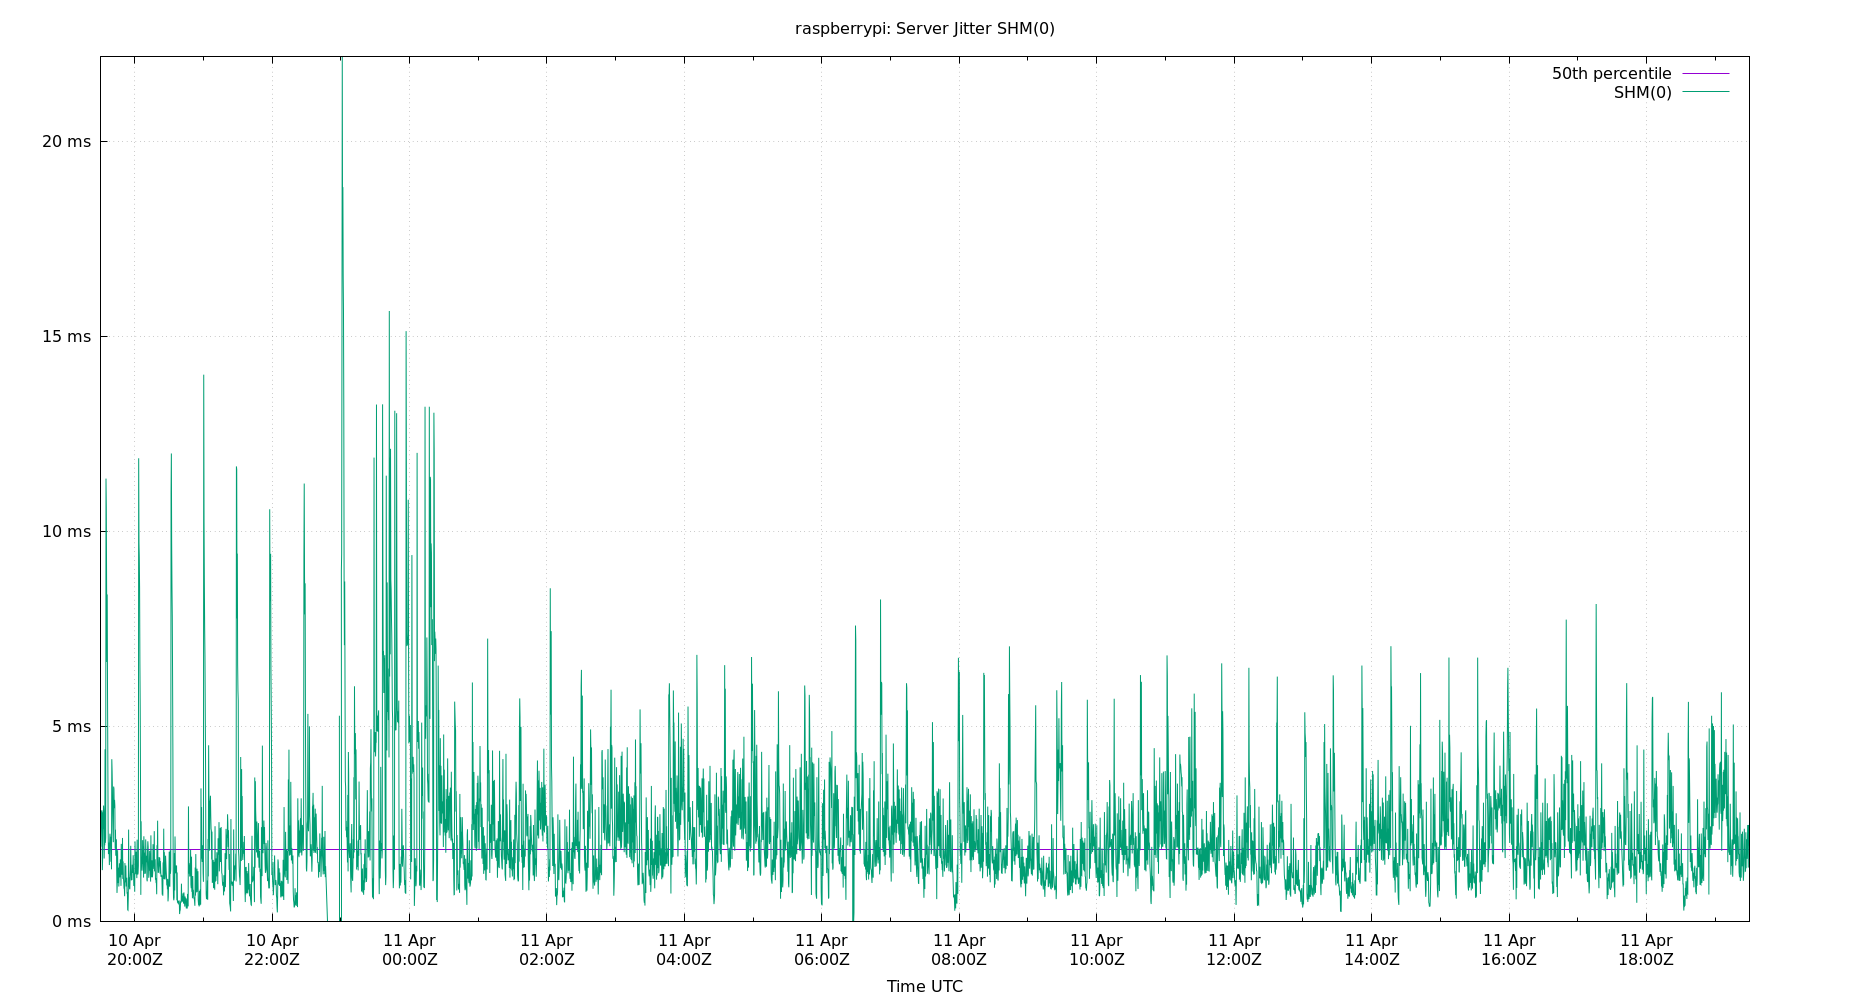 raspberrypi: Server Jitter SHM(0)
50th percentile
SHM(0)
20 ms
15 ms
10 ms
5 ms
0 ms
10 Apr 10 Apr 11 Apr 11 Apr 11 Apr 11 Apr 11 Apr 11 Apr 11 Apr 11 Apr 11 Apr 11 Apr
20:00Z 22:00Z 00:00Z 02:00Z 04:00Z 06:00Z 08:00Z 10:00Z 12:00Z 14:00Z 16:00Z 18:00Z
Time UTC